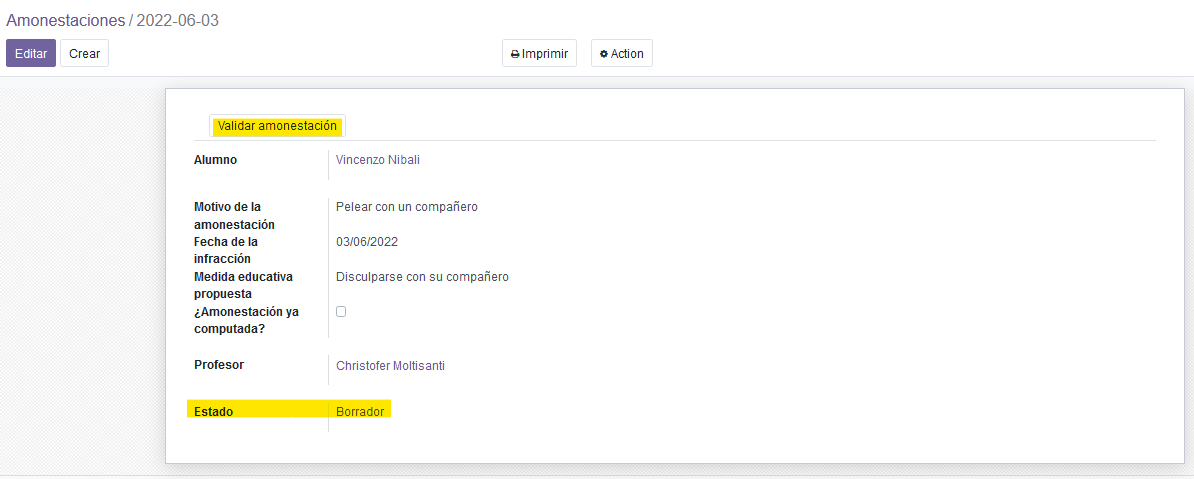 Amonestaciones / 2022-06-03
Editar Crear Imprimir Action
Validar amonestación
Alumno Vincenzo Nibali
Motivo de la Pelear con un compañero
amonestación
Fecha de la 03/06/2022
infracción
Medida educativa Disculparse con su compañero
propuesta
¿Amonestación ya
computada?
Profesor Christofer Moltisanti
Estado Borrador